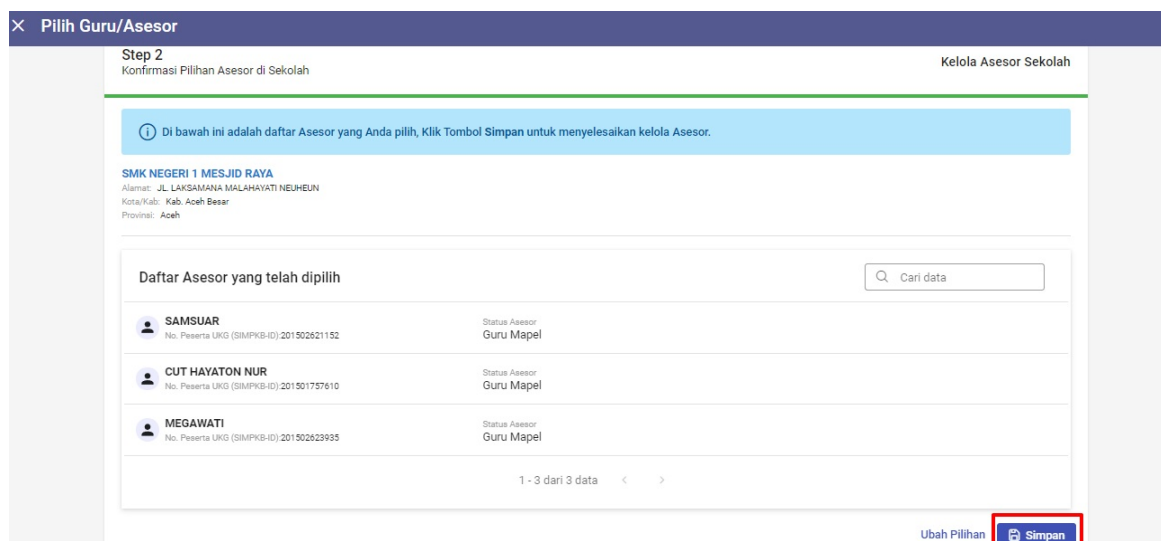 Pilih Guru/Asesor
Step 2
Konfirmasi Pilihan Asesor di Sekolah
Kelola Asesor Sekolah
Di bawah ini adalah daftar Asesor yang Anda pilih, Klik Tombol Simpan untuk menyelesaikan kelola Asesor.
SMK NEGERI 1 MESJID RAYA
Alamat: JL. LAKSAMANA MALAHAYATI NEUHEUN
Kota/Kab: Kab. Aceh Besar
Provinsi: Aceh
Daftar Asesor yang telah dipilih
Cari data
SAMSUAR
No. Peserta UKG (SIMPKB-ID):201502621152
Status Asesor
Guru Mapel
CUT HAYATON NUR
No. Peserta UKG (SIMPKB-ID):201501757610
Status Asesor
Guru Mapel
MEGAWATI
No. Peserta UKG (SIMPKB-ID):201502623935
Status Asesor
Guru Mapel
1 - 3 dari 3 data
Ubah Pilihan
Simpan